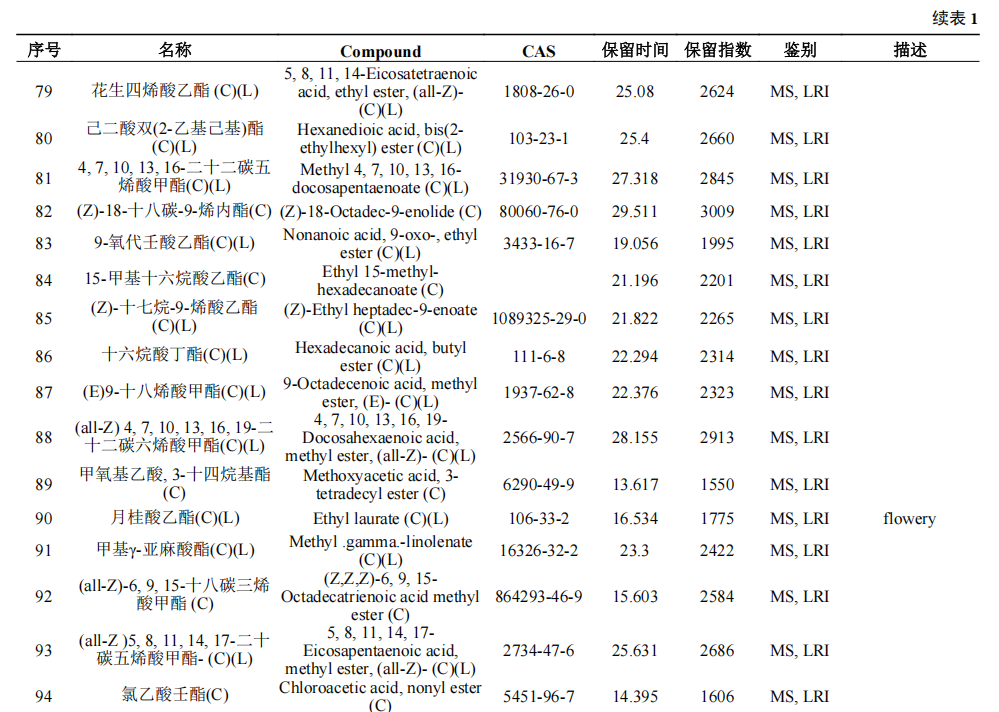 续表 1
序号 名称 Compound CAS 保留时间 保留指数 鉴别 描述
79 花生四烯酸乙酯 (C)(L) 5, 8, 11, 14-Eicosatetraenoic acid, ethyl ester, (all-Z)- (C)(L) 1808-26-0 25.08 2624 MS, LRI
80 己二酸双(2-乙基己基)酯 (C)(L) Hexanedioic acid, bis(2-ethylhexyl) ester (C)(L) 103-23-1 25.4 2660 MS, LRI
81 4, 7, 10, 13, 16-二十二碳五烯酸甲酯(C)(L) Methyl 4, 7, 10, 13, 16-docosapentaenoate (C)(L) 31930-67-3 27.318 2845 MS, LRI
82 (Z)-18-十八碳-9-烯内酯(C) (Z)-18-Octadec-9-enolide (C) 80060-76-0 29.511 3009 MS, LRI
83 9-氧代壬酸乙酯(C)(L) Nonanoic acid, 9-oxo-, ethyl ester (C)(L) 3433-16-7 19.056 1995 MS, LRI
84 15-甲基十六烷酸乙酯(C) Ethyl 15-methyl-hexadecanoate (C) 21.196 2201 MS, LRI
85 (Z)-十七烷-9-烯酸乙酯 (C)(L) (Z)-Ethyl heptadec-9-enoate (C)(L) 1089325-29-0 21.822 2265 MS, LRI
86 十六烷酸丁酯(C)(L) Hexadecanoic acid, butyl ester (C)(L) 111-6-8 22.294 2314 MS, LRI
87 (E)9-十八烯酸甲酯(C)(L) 9-Octadecenoic acid, methyl ester, (E)- (C)(L) 1937-62-8 22.376 2323 MS, LRI
88 (all-Z) 4, 7, 10, 13, 16, 19-二十二碳六烯酸甲酯(C)(L) 4, 7, 10, 13, 16, 19-Docosahexaenoic acid, methyl ester, (all-Z)- (C)(L) 2566-90-7 28.155 2913 MS, LRI
89 甲氧基乙酸, 3-十四烷基酯 (C) Methoxyacetic acid, 3-tetradecyl ester (C) 6290-49-9 13.617 1550 MS, LRI
90 月桂酸乙酯(C)(L) Ethyl laurate (C)(L) 106-33-2 16.534 1775 MS, LRI flowery
91 甲基γ-亚麻酸酯(C)(L) Methyl .gamma.-linolenate (C)(L) 16326-32-2 23.3 2422 MS, LRI
92 (all-Z)-6, 9, 15-十八碳三烯酸甲酯 (C) (Z,Z,Z)-6, 9, 15-Octadecatrienoic acid methyl ester (C) 864293-46-9 15.603 2584 MS, LRI
93 (all-Z )5, 8, 11, 14, 17-二十碳五烯酸甲酯- (C)(L) 5, 8, 11, 14, 17-Eicosapentaenoic acid, methyl ester, (all-Z)- (C)(L) 2734-47-6 25.631 2686 MS, LRI
94 氯乙酸壬酯(C) Chloroacetic acid, nonyl ester (C) 5451-96-7 14.395 1606 MS, LRI